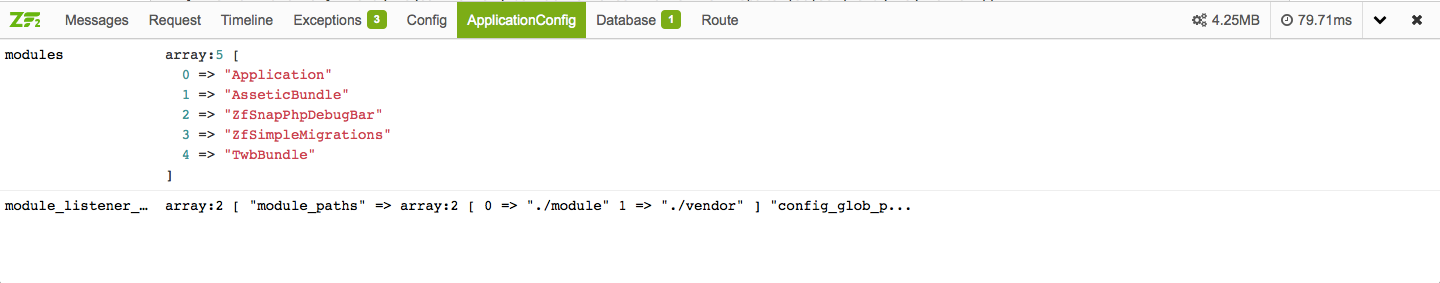 ZF2 Messages Request Timeline Exceptions 3 Config ApplicationConfig Database 1 Route 4.25MB 79.71ms
modules array:5 [
0 => "Application"
1 => "AsseticBundle"
2 => "ZfSnapPhpDebugBar"
3 => "ZfSimpleMigrations"
4 => "TwbBundle"
]
module_listener_… array:2 [ "module_paths" => array:2 [ 0 => "./module" 1 => "./vendor" ] "config_glob_p...